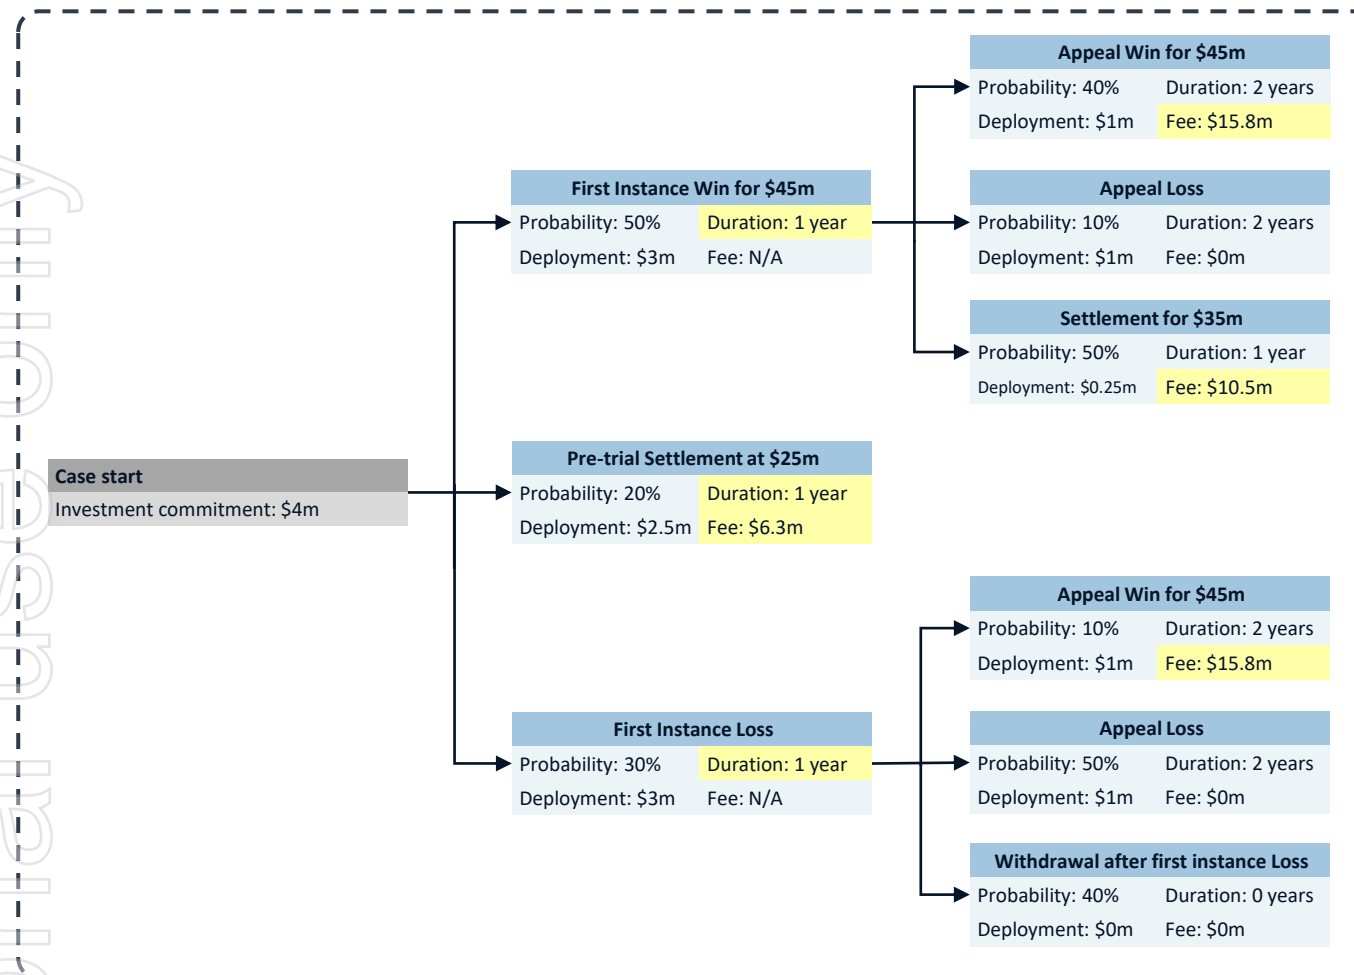 Appeal Win for $45m
Probability: 40% Duration: 2 years
Deployment: $1m Fee: $15.8m
First Instance Win for $45m
Probability: 50% Duration: 1 year
Deployment: $3m Fee: N/A
Appeal Loss
Probability: 10% Duration: 2 years
Deployment: $1m Fee: $0m
Settlement for $35m
Probability: 50% Duration: 1 year
Deployment: $0.25m Fee: $10.5m
Case start
Investment commitment: $4m
Pre-trial Settlement at $25m
Probability: 20% Duration: 1 year
Deployment: $2.5m Fee: $6.3m
Appeal Win for $45m
Probability: 10% Duration: 2 years
Deployment: $1m Fee: $15.8m
First Instance Loss
Probability: 30% Duration: 1 year
Deployment: $3m Fee: N/A
Appeal Loss
Probability: 50% Duration: 2 years
Deployment: $1m Fee: $0m
Withdrawal after first instance Loss
Probability: 40% Duration: 0 years
Deployment: $0m Fee: $0m
use only